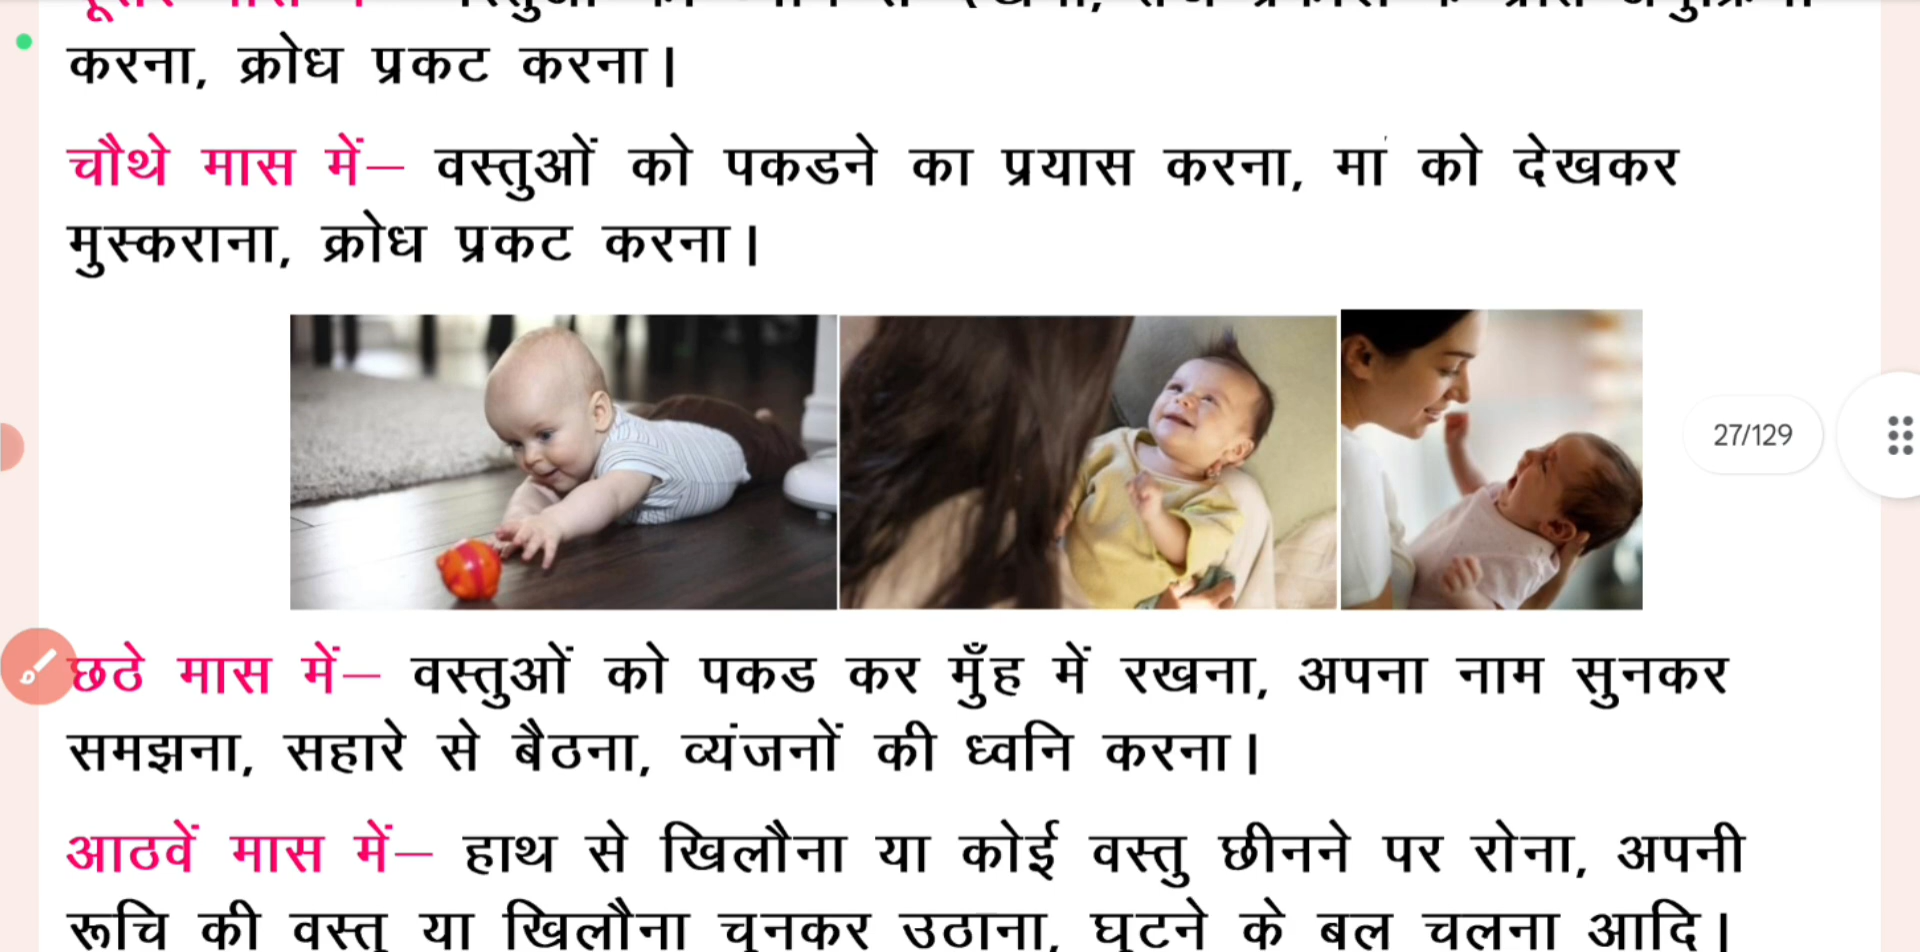 करना, क्रोध प्रकट करना।
चौथे मास में– वस्तुओं को पकडने का प्रयास करना, मां को देखकर
मुस्कराना, क्रोध प्रकट करना।
27/129
छठे मास में– वस्तुओं को पकड कर मुँह में रखना, अपना नाम सुनकर
समझना, सहारे से बैठना, व्यंजनों की ध्वनि करना।
आठवें मास में– हाथ से खिलौना या कोई वस्तु छीनने पर रोना, अपनी
रूचि की वस्तु या खिलौना चुनकर उठाना, घुटने के बल चलना आदि।